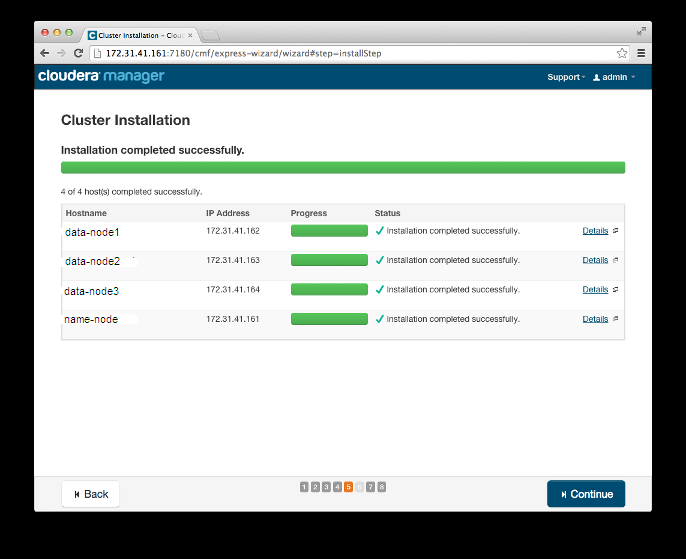 Cluster Installation – Clou
172.31.41.161:7180/cmf/express-wizard/wizard#step=installStep
cloudera manager Support admin
Cluster Installation
Installation completed successfully.
4 of 4 host(s) completed successfully.
Hostname IP Address Progress Status
data-node1 172.31.41.162 Installation completed successfully. Details
data-node2 172.31.41.163 Installation completed successfully. Details
data-node3 172.31.41.164 Installation completed successfully. Details
name-node 172.31.41.161 Installation completed successfully. Details
Back 1 2 3 4 5 6 7 8 Continue